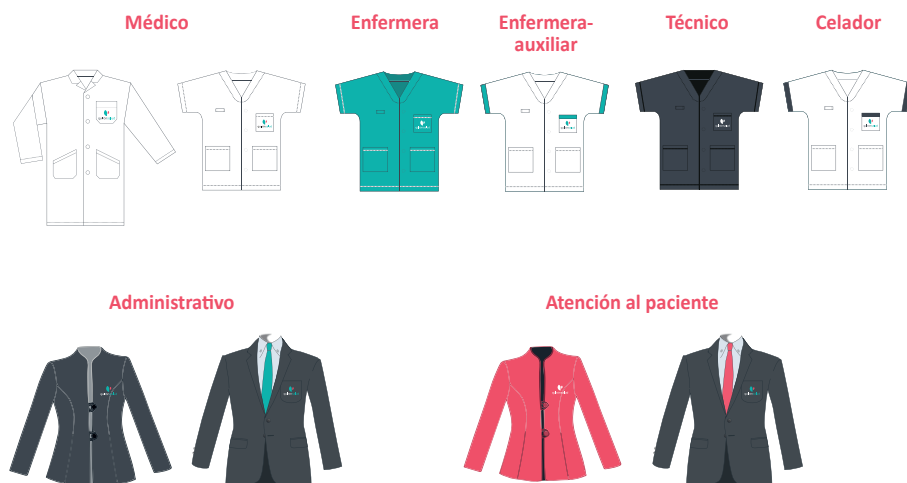 Médico
Enfermera
Enfermera-
auxiliar
Técnico
Celador
Administrativo
Atención al paciente